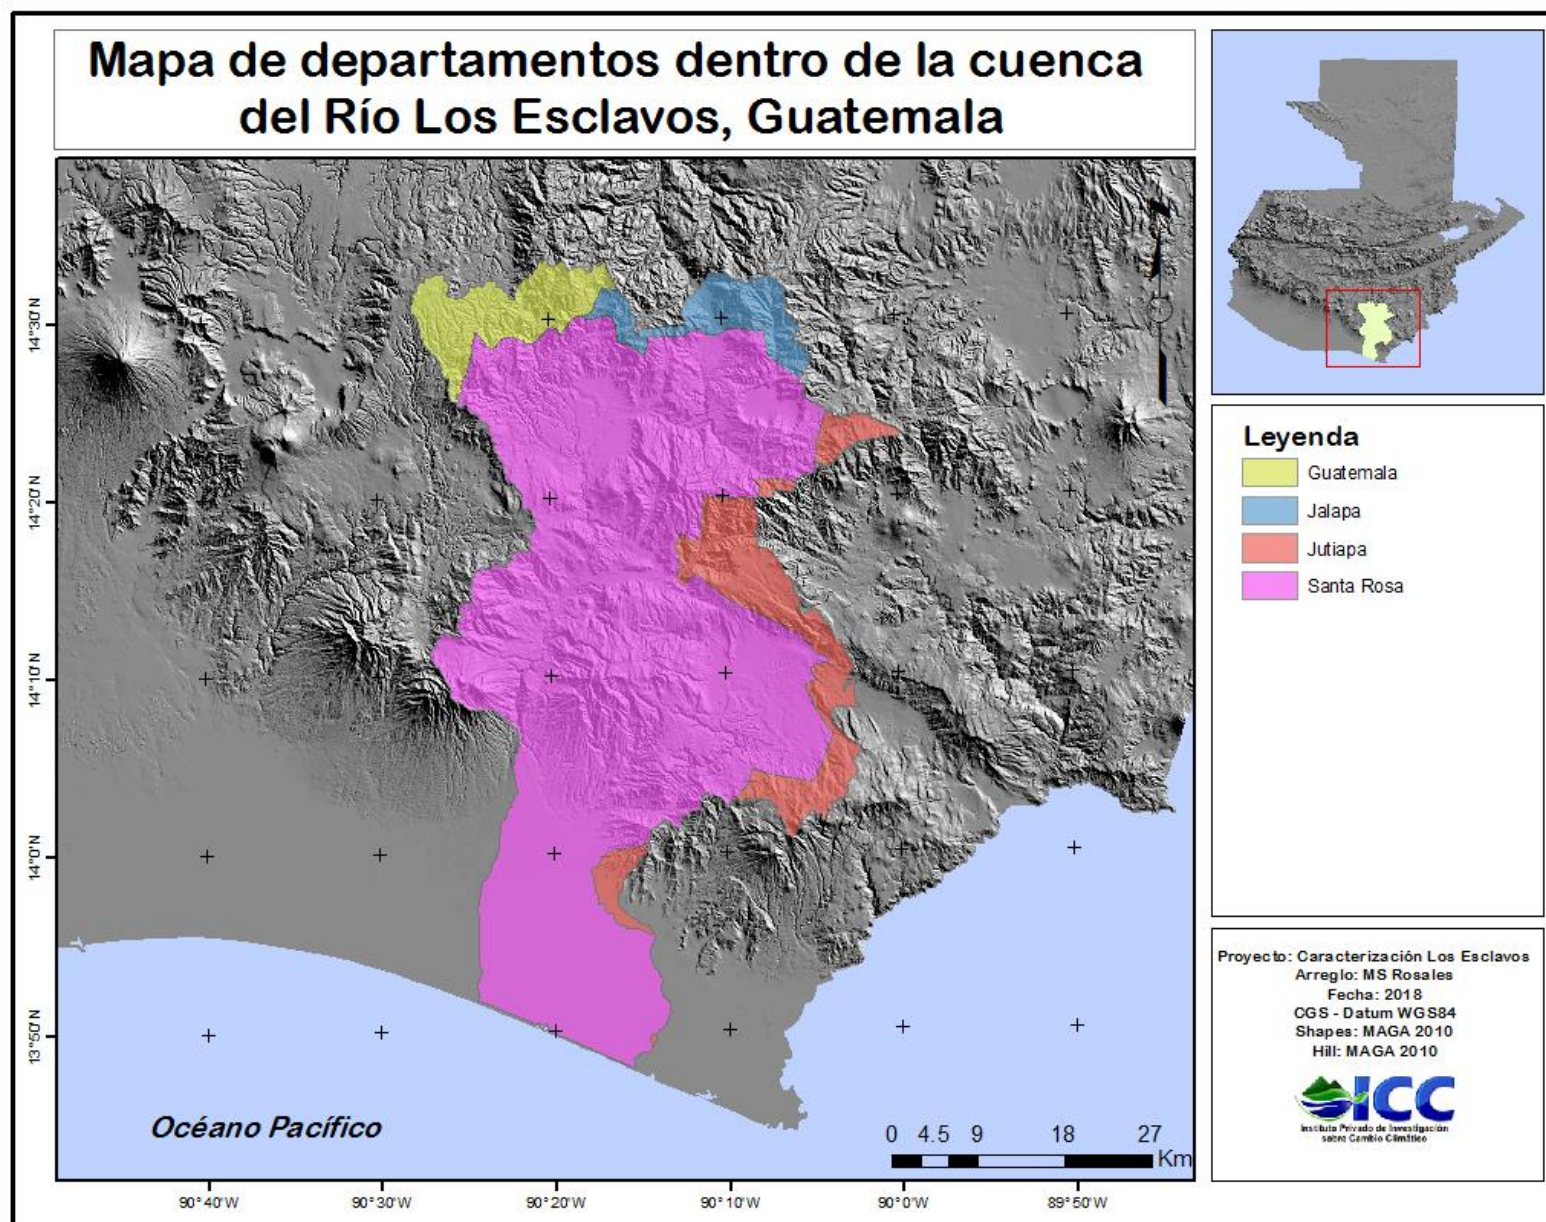 Mapa de departamentos dentro de la cuenca
del Río Los Esclavos, Guatemala
14°30'N
14°20'N
14°10'N
14°0'N
13°50'N
90°40'W
90°30'W
90°20'W
90°10'W
90°0'W
89°50'W
Océano Pacífico
0 4.5 9 18 27
Km
Leyenda
Guatemala
Jalapa
Jutiapa
Santa Rosa
Proyecto: Caracterización Los Esclavos
Arreglo: MS Rosales
Fecha: 2018
CGS - Datum WGS84
Shapes: MAGA 2010
Hill: MAGA 2010
ICC
Instituto Privado de Investigación
sobre Cambio Climático